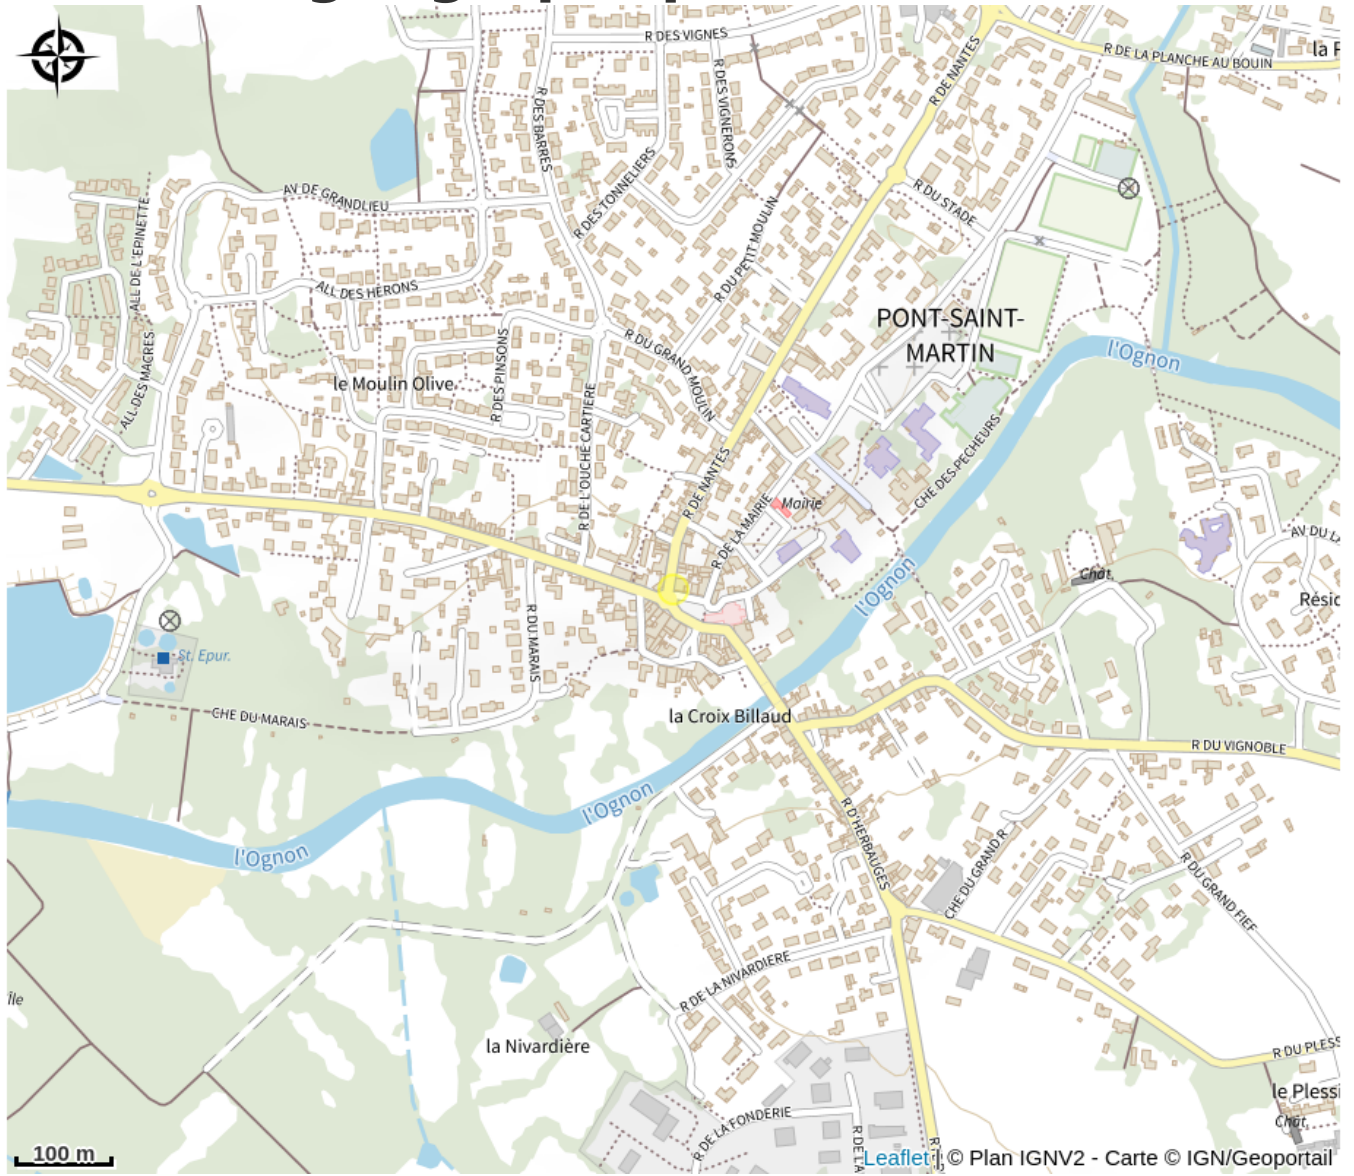 R DES VIGNES
R DE LA PLANCHE AU BOUIN
R DE NANTES
R DES VIGNERONS
R DES BARRES
R DES TONNELIERS
AV DE GRANDLIEU
R DU STADE
ALL DE L'EPINETTE
R DU PETIT MOULIN
ALL DES HERONS
PONT-SAINT-
MARTIN
l'Ognon
R DU GRAND MOULIN
ALL DES MACRES
le Moulin Olive
R DES PINSONS
R DE L'OUCHE CARTIERE
CHE DES PECHEURS
R DE NANTES
R DE LA MAIRIE
Mairie
AV DU L
Chât.
l'Ognon
Résic
R DU MARAIS
St. Epur.
CHE DU MARAIS
la Croix Billaud
R DU VIGNOBLE
l'Ognon
l'Ognon
R D'HERBAUGES
CHE DU GRAND R
R DU GRAND FIEF
R DE LA NIVARDIERE
île
la Nivardière
R DU PLESS
le Plessi
Chât.
R DE LA FONDERIE
R DE LA
100 m
Leaflet | © Plan IGNV2 - Carte © IGN/Geoportail